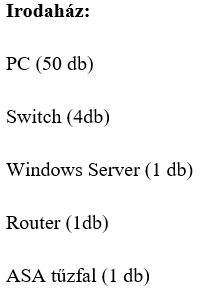 Irodaház:
PC (50 db)
Switch (4db)
Windows Server (1 db)
Router (1db)
ASA tűzfal (1 db)